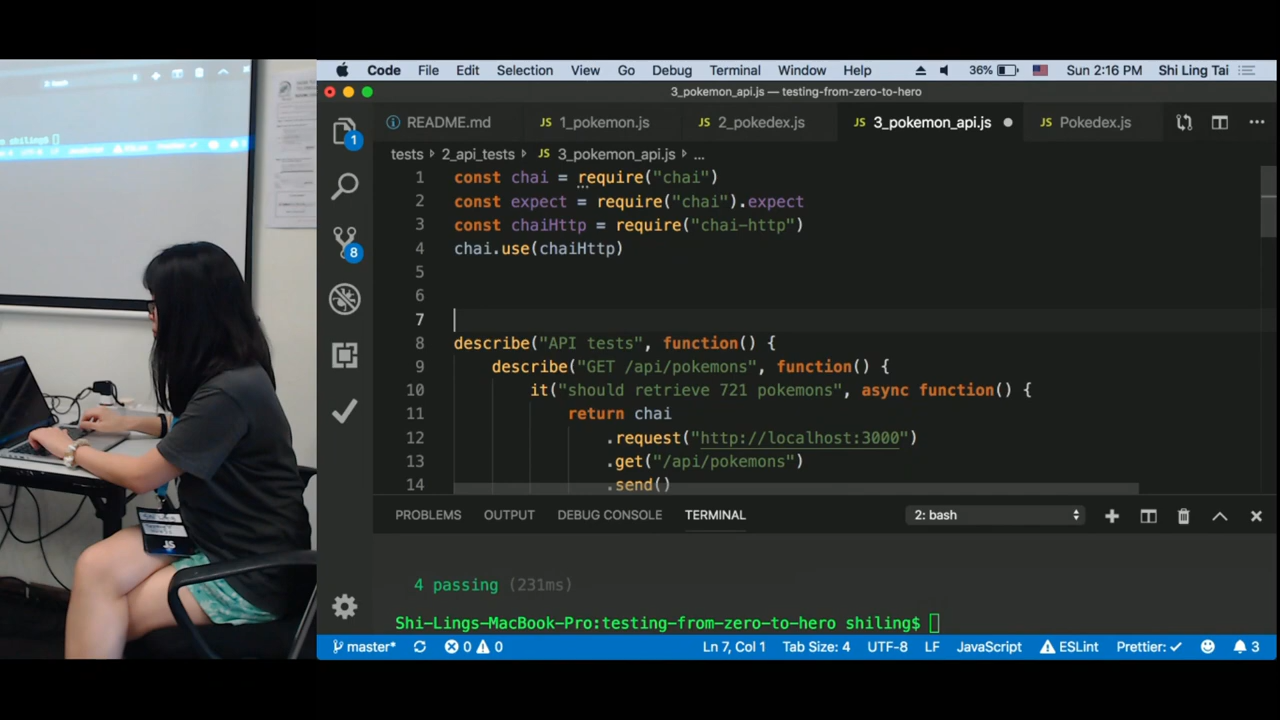 Code File Edit Selection View Go Debug Terminal Window Help 36% Sun 2:16 PM Shi Ling Tai
3_pokemon_api.js — testing-from-zero-to-hero
README.md JS 1_pokemon.js JS 2_pokedex.js JS 3_pokemon_api.js JS Pokedex.js
1
8
tests 2_api_tests JS 3_pokemon_api.js ...
1 const chai = require("chai")
2 const expect = require("chai").expect
3 const chaiHttp = require("chai-http")
4 chai.use(chaiHttp)
5
6
7
8 describe("API tests", function() {
9 describe("GET /api/pokemons", function() {
10 it("should retrieve 721 pokemons", async function() {
11 return chai
12 .request("http://localhost:3000")
13 .get("/api/pokemons")
14 .send()
PROBLEMS OUTPUT DEBUG CONSOLE TERMINAL 2: bash
4 passing (231ms)
Shi-Lings-MacBook-Pro:testing-from-zero-to-hero shiling$
master* 0 0 Ln 7, Col 1 Tab Size: 4 UTF-8 LF JavaScript ESLint Prettier: ✓ 3